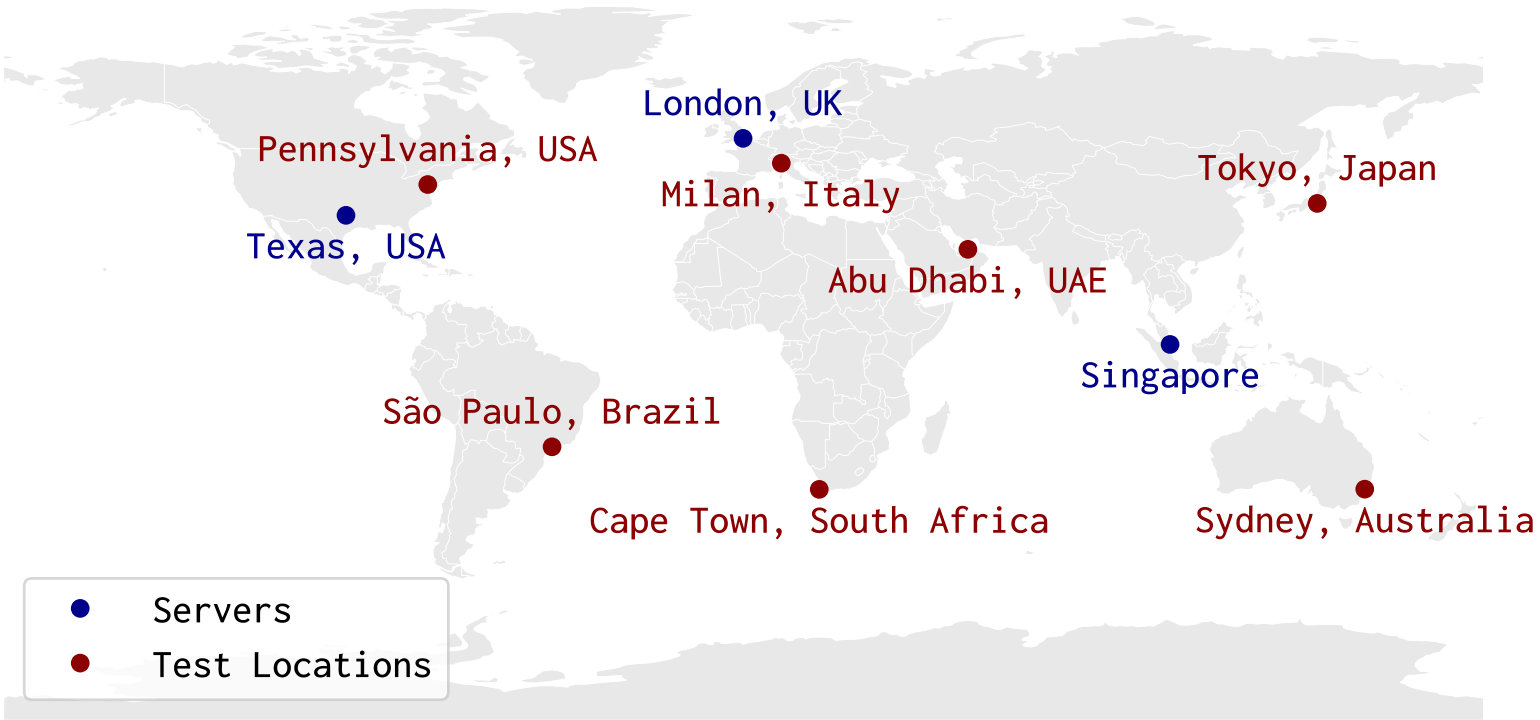 London, UK
Pennsylvania, USA
Tokyo, Japan
Milan, Italy
Texas, USA
Abu Dhabi, UAE
Singapore
São Paulo, Brazil
Cape Town, South Africa
Sydney, Australia
Servers
Test Locations